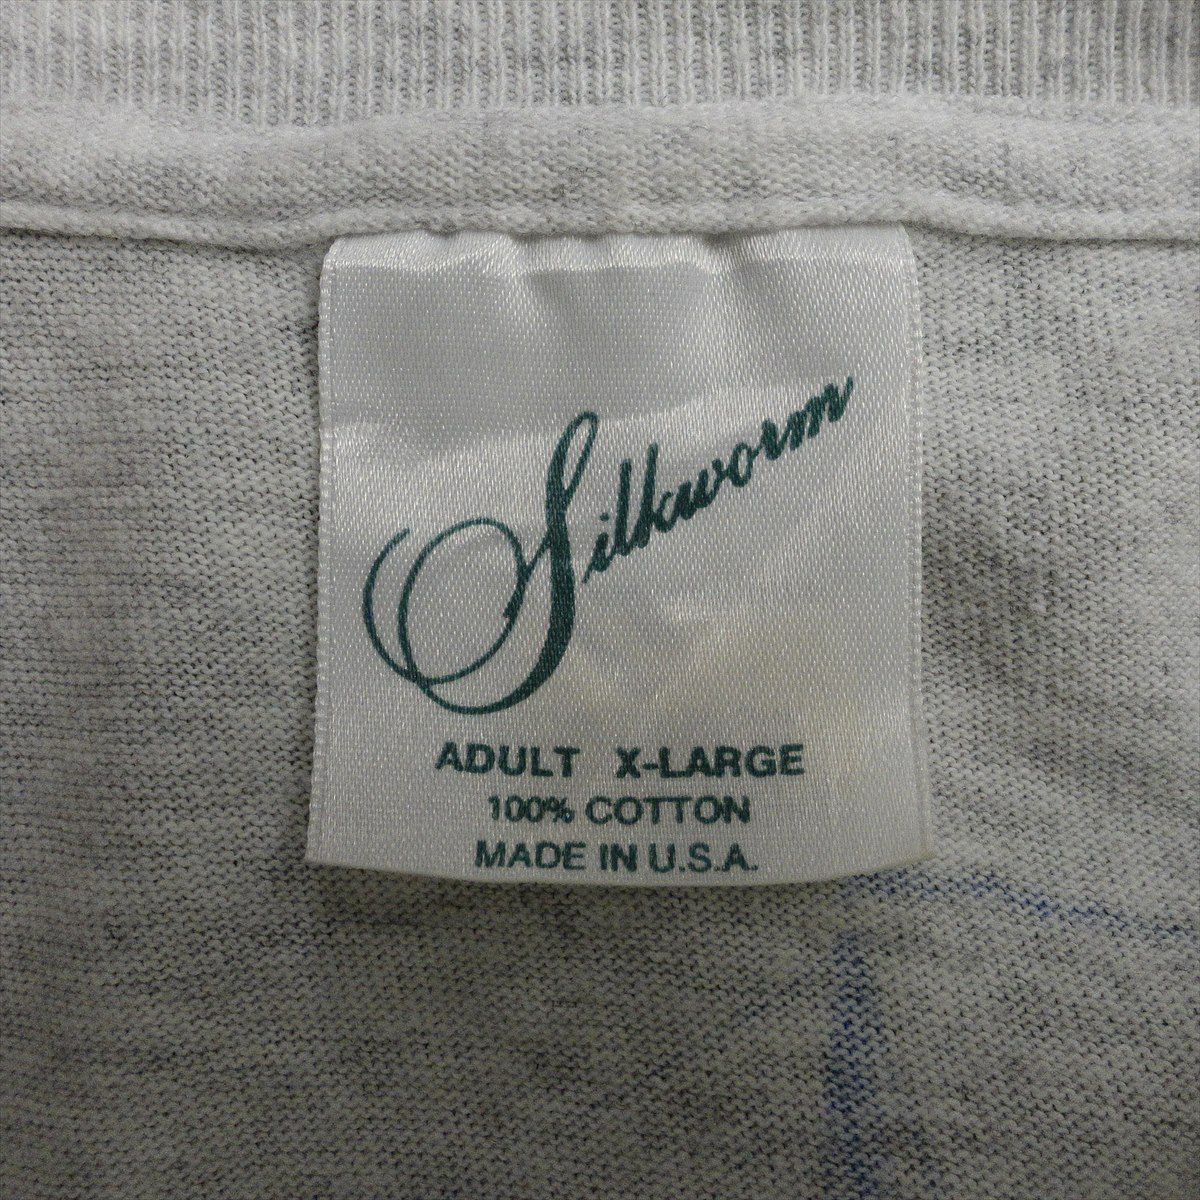 Silkworm
ADULT X-LARGE
100% COTTON
MADE IN U.S.A.